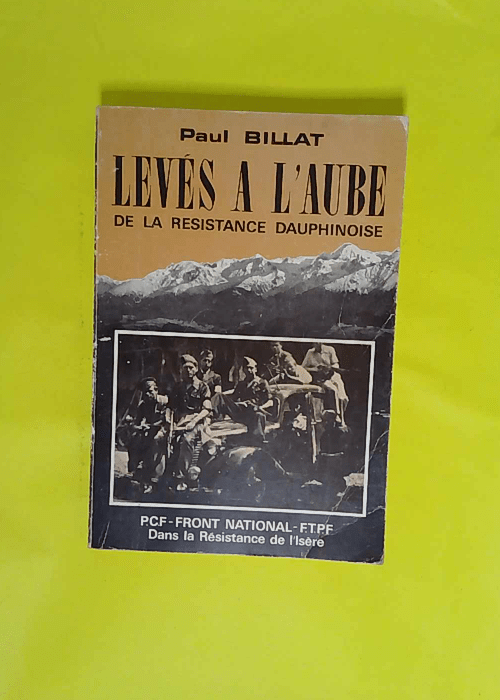 Paul BILLAT
LEVÉS A L'AUBE
DE LA RESISTANCE DAUPHINOISE
P.C.F - FRONT NATIONAL - F.T.P.F
Dans la Résistance de l'Isère